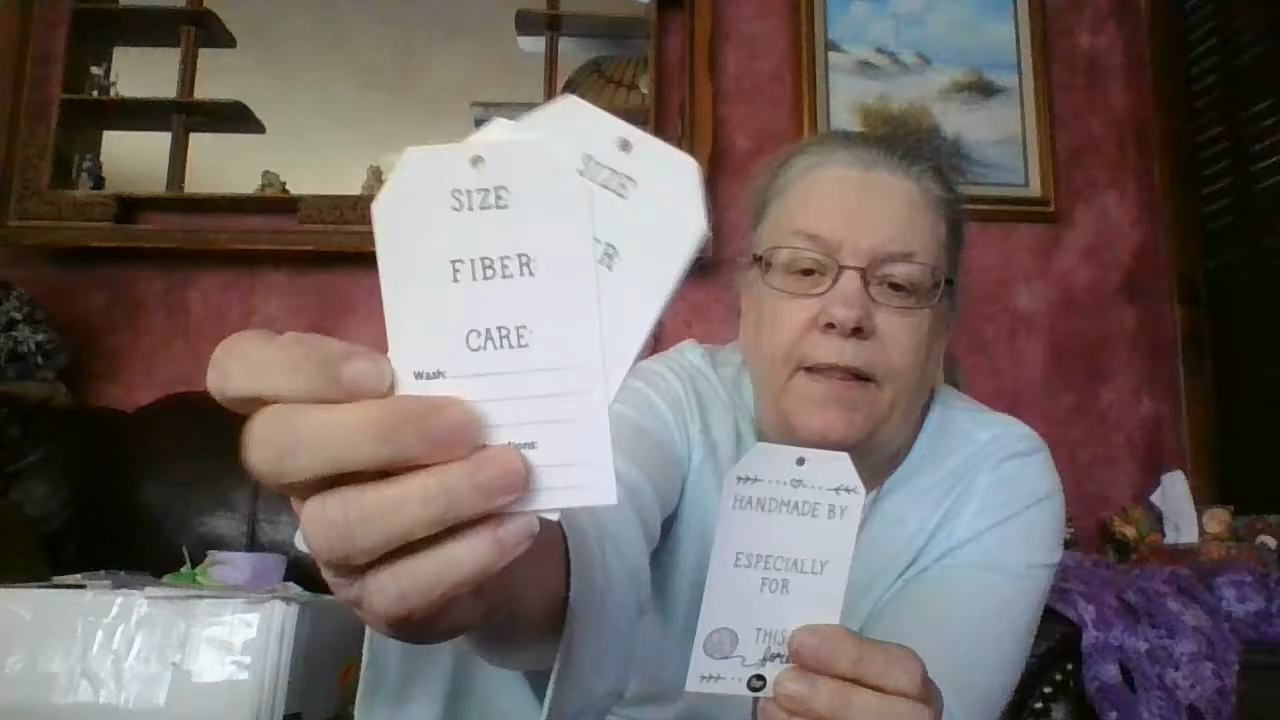 SIZE
FIBER
CARE
Wash:
SIZE
HANDMADE BY
ESPECIALLY
FOR
THIS